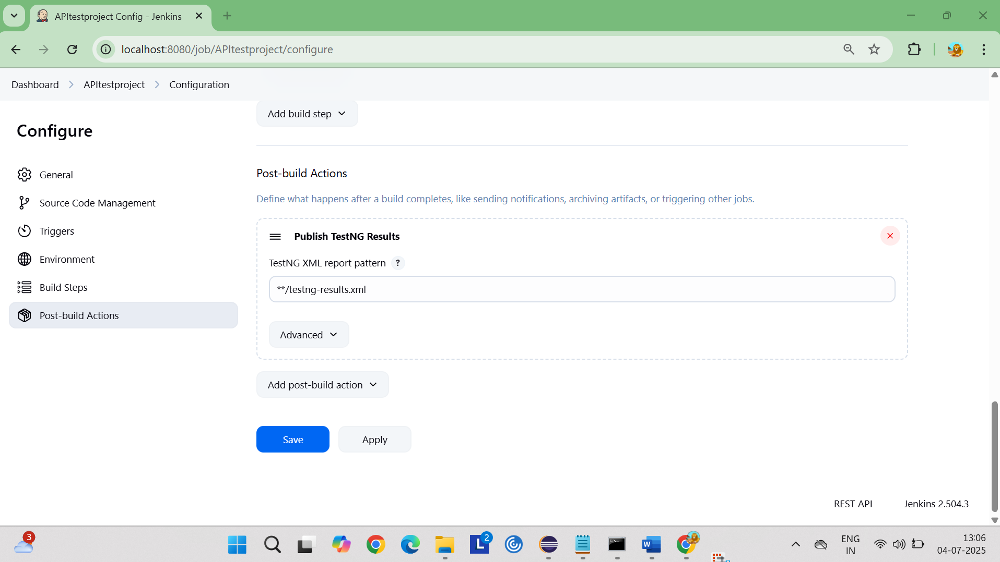 APItestproject Config - Jenkins
localhost:8080/job/APItestproject/configure
Dashboard
APItestproject
Configuration
Configure
General
Source Code Management
Triggers
Environment
Build Steps
Post-build Actions
Add build step
Post-build Actions
Define what happens after a build completes, like sending notifications, archiving artifacts, or triggering other jobs.
Publish TestNG Results
TestNG XML report pattern ?
**/testng-results.xml
Advanced
Add post-build action
Save
Apply
REST API
Jenkins 2.504.3
3
L
2
W
ENG
IN
13:06
04-07-2025